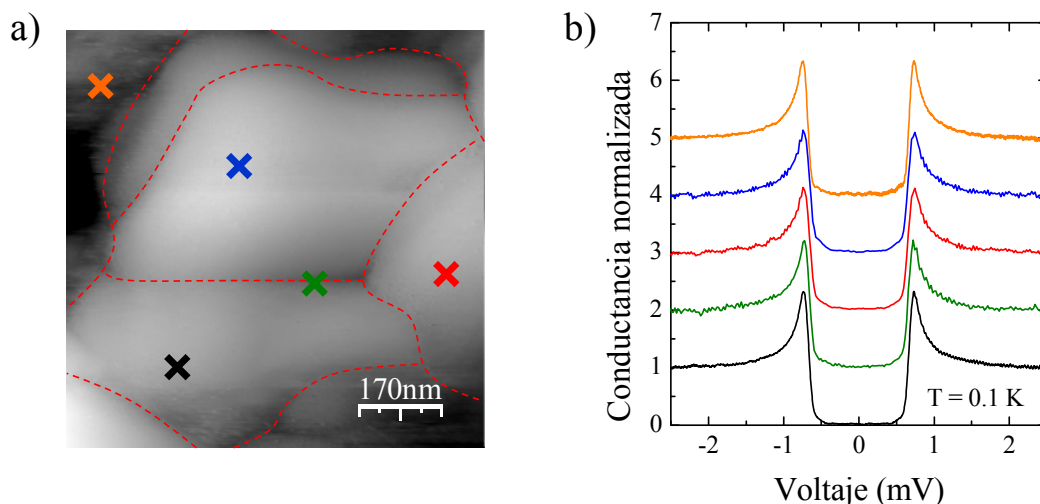 a)
170nm
b)
Conductancia normalizada
7
6
5
4
3
2
1
0
T = 0.1 K
-2 -1 0 1 2
Voltaje (mV)